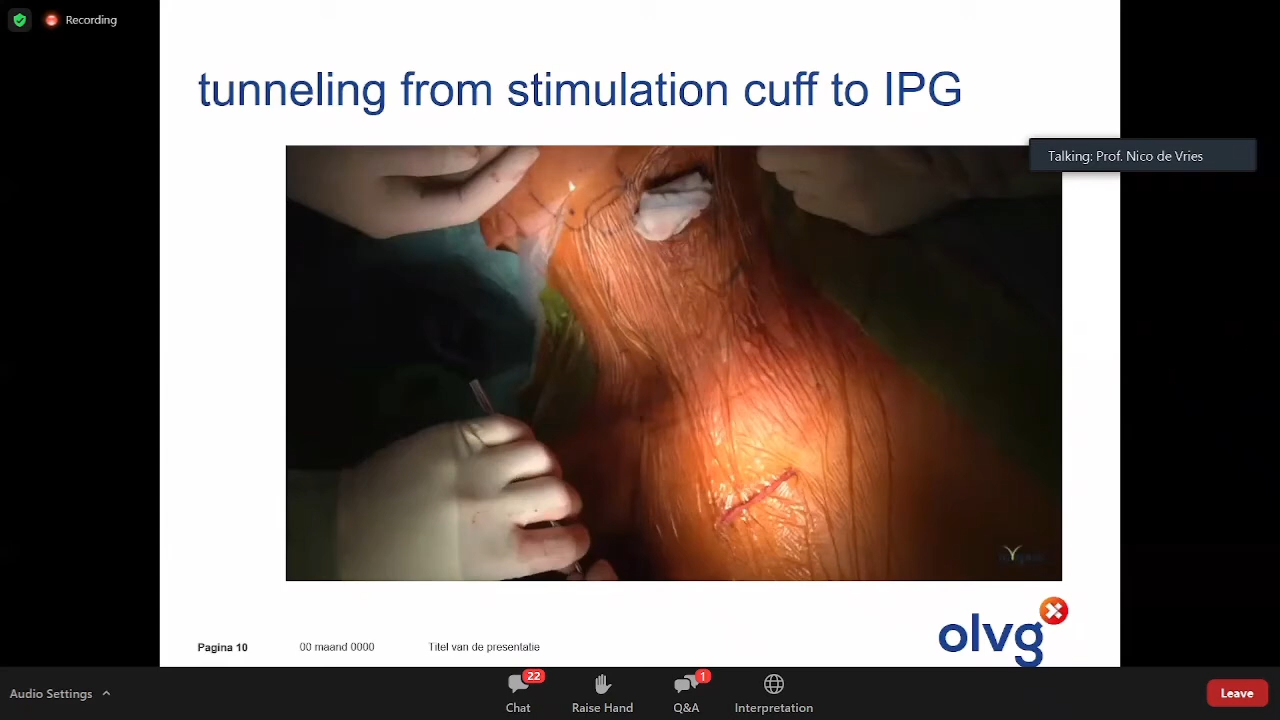 Recording
tunneling from stimulation cuff to IPG
Talking: Prof. Nico de Vries
olvg
Pagina 10
00 maand 0000
Titel van de presentatie
Audio Settings
22
Chat
Raise Hand
1
Q&A
Interpretation
Leave